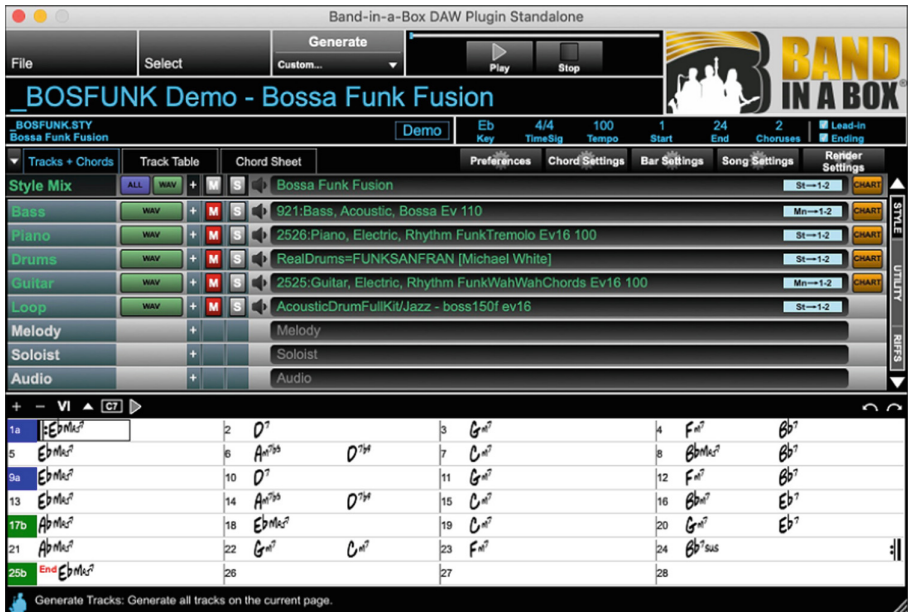 Band-in-a-Box DAW Plugin Standalone
File Select Generate Custom... Play Stop
BAND IN A BOX®
_BOSFUNK Demo - Bossa Funk Fusion
_BOSFUNK.STY Demo Eb 4/4 100 1 24 2 Lead-in
Bossa Funk Fusion Key TimeSig Tempo Start End Choruses Ending
Tracks + Chords Track Table Chord Sheet Preferences Chord Settings Bar Settings Song Settings Render Settings
Style Mix ALL WAV + M S Bossa Funk Fusion St→1-2 CHART
Bass WAV + M S 921:Bass, Acoustic, Bossa Ev 110 Mn→1-2 CHART
Piano WAV + M S 2526:Piano, Electric, Rhythm FunkTremolo Ev16 100 St→1-2 CHART
Drums WAV + M S RealDrums=FUNKSANFRAN [Michael White] St→1-2 CHART
Guitar WAV + M S 2525:Guitar, Electric, Rhythm FunkWahWahChords Ev16 100 Mn→1-2 CHART
Loop WAV + M S AcousticDrumFullKit/Jazz - boss150f ev16 St→1-2
Melody + Melody
Soloist + Soloist
Audio + Audio
STYLE
UTILITY
RIFFS
+ − VI C7
1a EbMaj7 2 D7 3 Gm7 4 Fm7 Bb7
5 EbMaj7 6 Am7b5 D7b9 7 Cm7 8 BbMaj7 Bb7
9a EbMaj7 10 D7 11 Gm7 12 Fm7 Bb7
13 EbMaj7 14 Am7b5 D7b9 15 Cm7 16 Bbm7 Eb7
17b AbMaj7 18 EbMaj7 19 Cm7 20 Gm7 Eb7
21 AbMaj7 22 Gm7 Cm7 23 Fm7 24 Bb7sus
25b End EbMaj7 26 27 28
Generate Tracks: Generate all tracks on the current page.